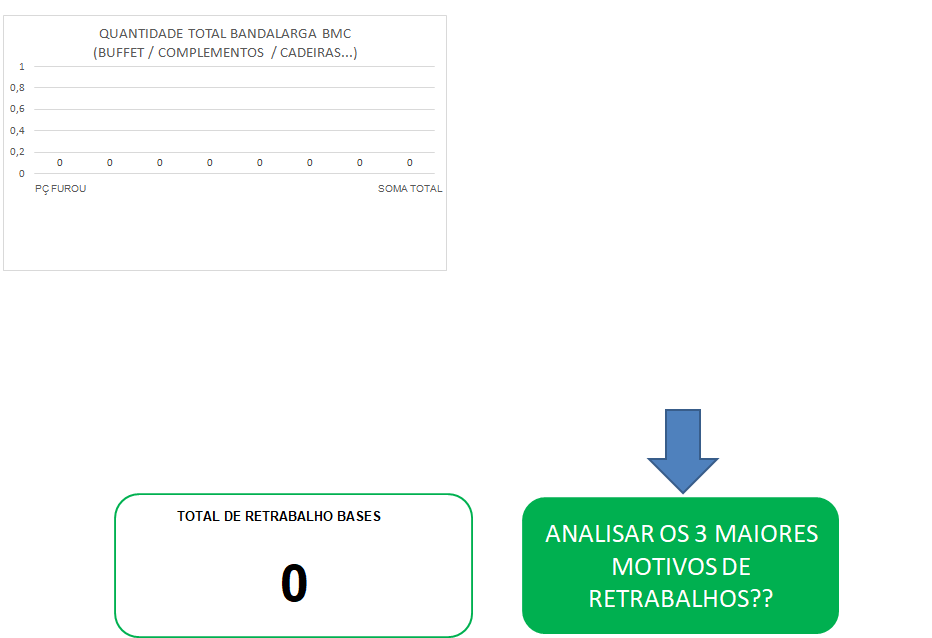 QUANTIDADE TOTAL BANDALARGA BMC
(BUFFET / COMPLEMENTOS / CADEIRAS...)
1
0,8
0,6
0,4
0,2
0
0 0 0 0 0 0 0 0
PÇ FUROU SOMA TOTAL
TOTAL DE RETRABALHO BASES
0
ANALISAR OS 3 MAIORES
MOTIVOS DE
RETRABALHOS??